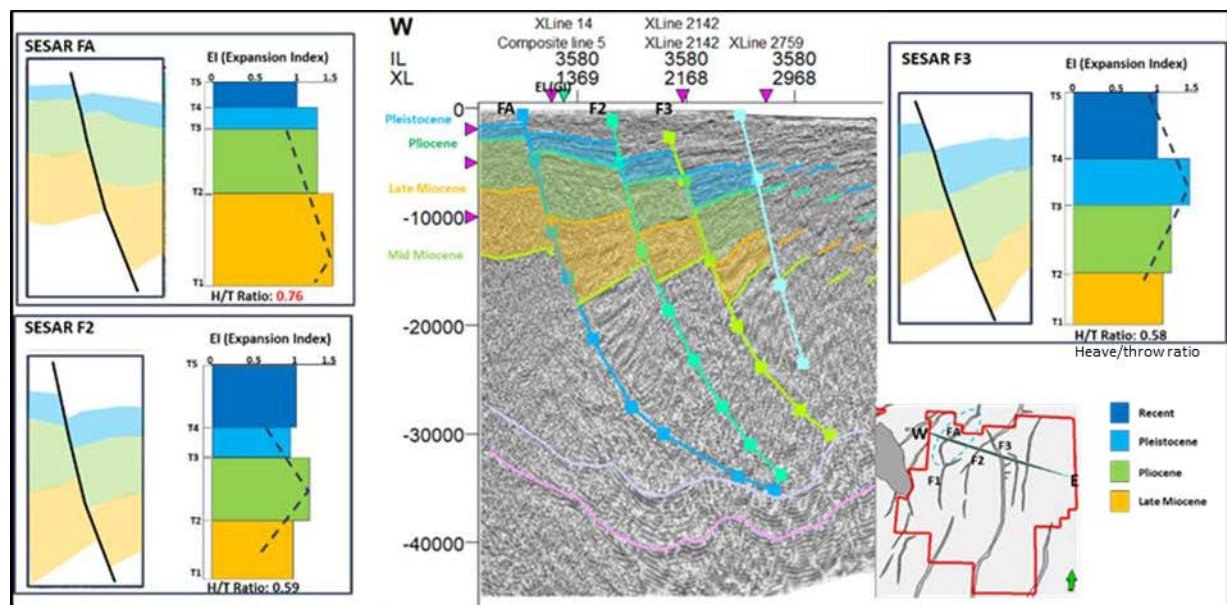 SESAR FA
EI (Expansion Index)
0 0.5 1 1.5
T5
T4
T3
T2
T1
H/T Ratio: 0.76
SESAR F2
EI (Expansion Index)
0 0.5 1 1.5
T5
T4
T3
T2
T1
H/T Ratio: 0.59
W
XLine 14 XLine 2142
Composite line 5 XLine 2142 XLine 2759
IL 3580 3580 3580
XL 1369 2168 2968
EL(GI)
0
FA F2 F3
Pleistocene
Pliocene
Late Miocene
-10000
Mid Miocene
-20000
-30000
-40000
SESAR F3
EI (Expansion Index)
0 0.5 1 1.5
T5
T4
T3
T2
T1
H/T Ratio: 0.58
Heave/throw ratio
W
FA
F3
F2
F1
E
Recent
Pleistocene
Pliocene
Late Miocene